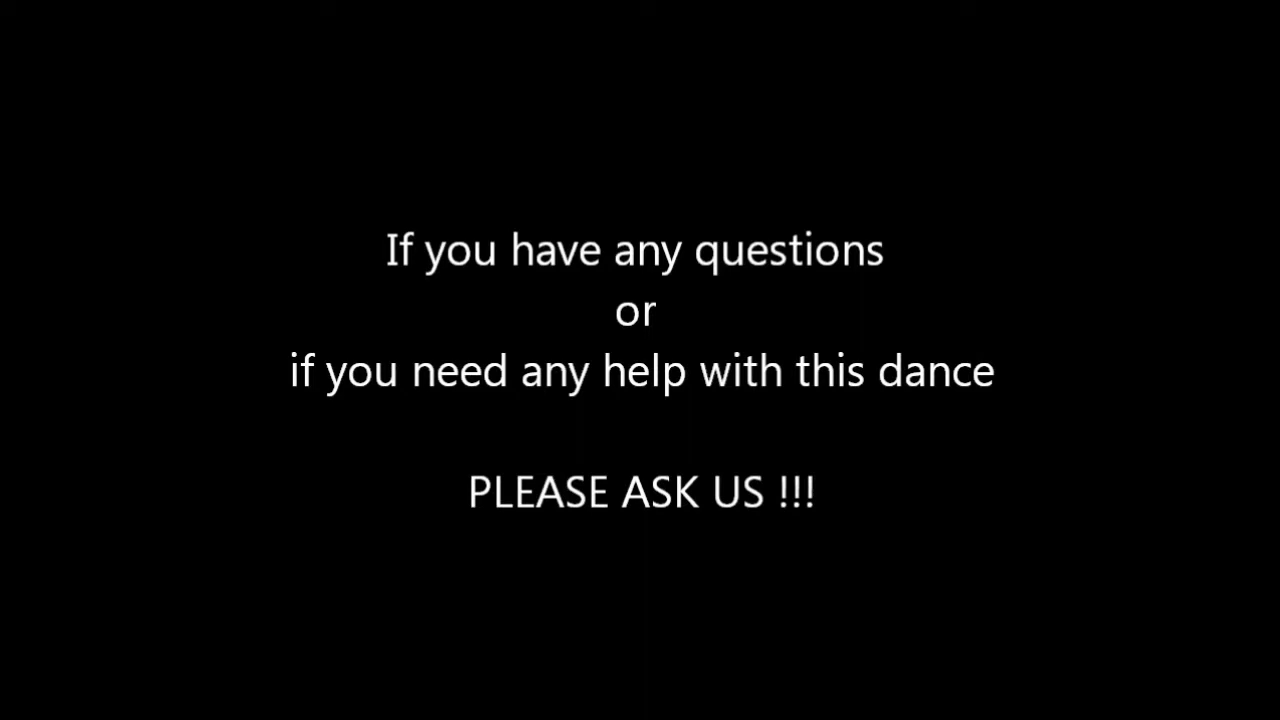 If you have any questions
or
if you need any help with this dance
PLEASE ASK US !!!